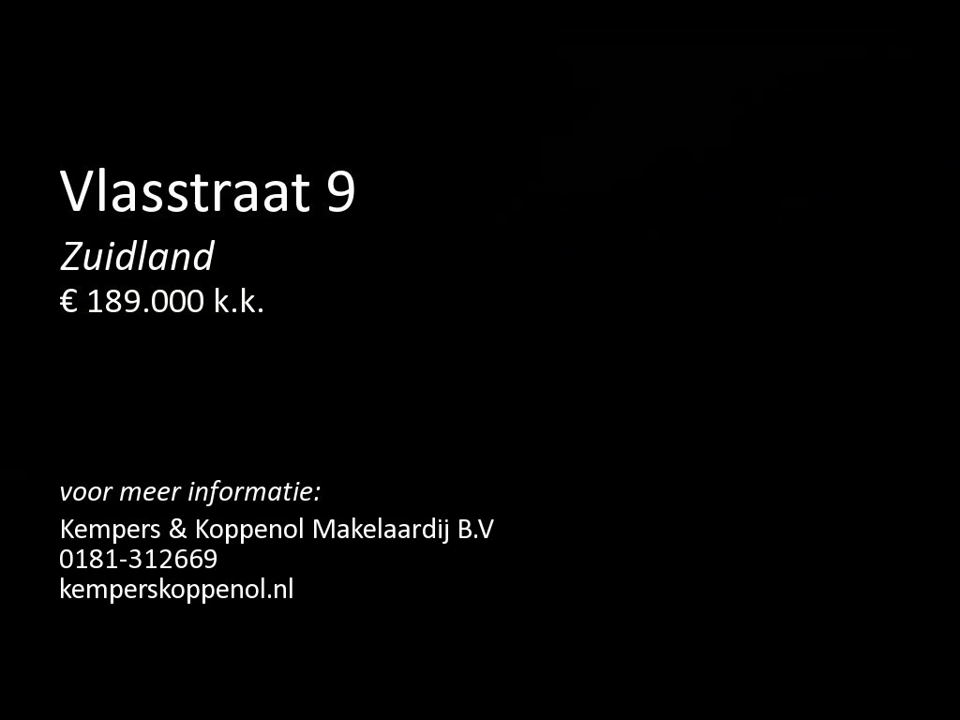 Vlasstraat 9
Zuidland
€ 189.000 k.k.
voor meer informatie:
Kempers & Koppenol Makelaardij B.V
0181-312669
kemperskoppenol.nl